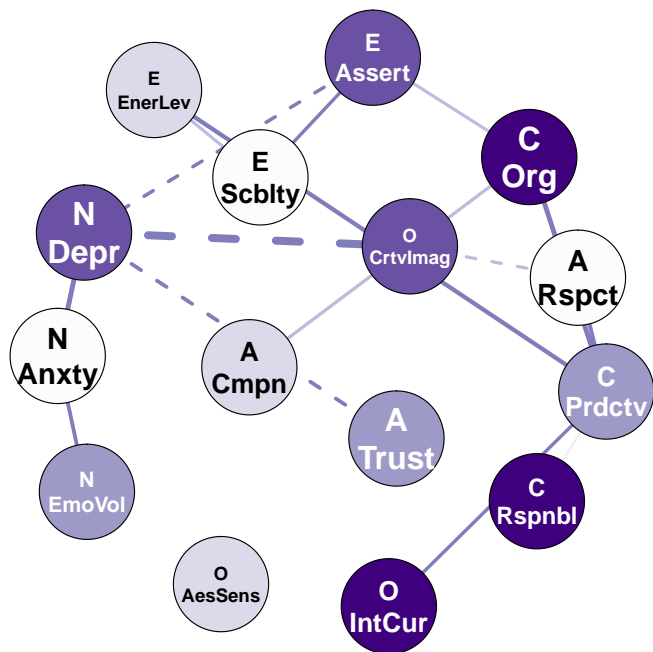 E
Assert
E
EnerLev
C
Org
E
Scblty
N
Depr
O
CrtvImag
A
Rspct
N
Anxty
A
Cmpn
C
Prdctv
A
Trust
N
EmoVol
C
Rspnbl
O
AesSens
O
IntCur